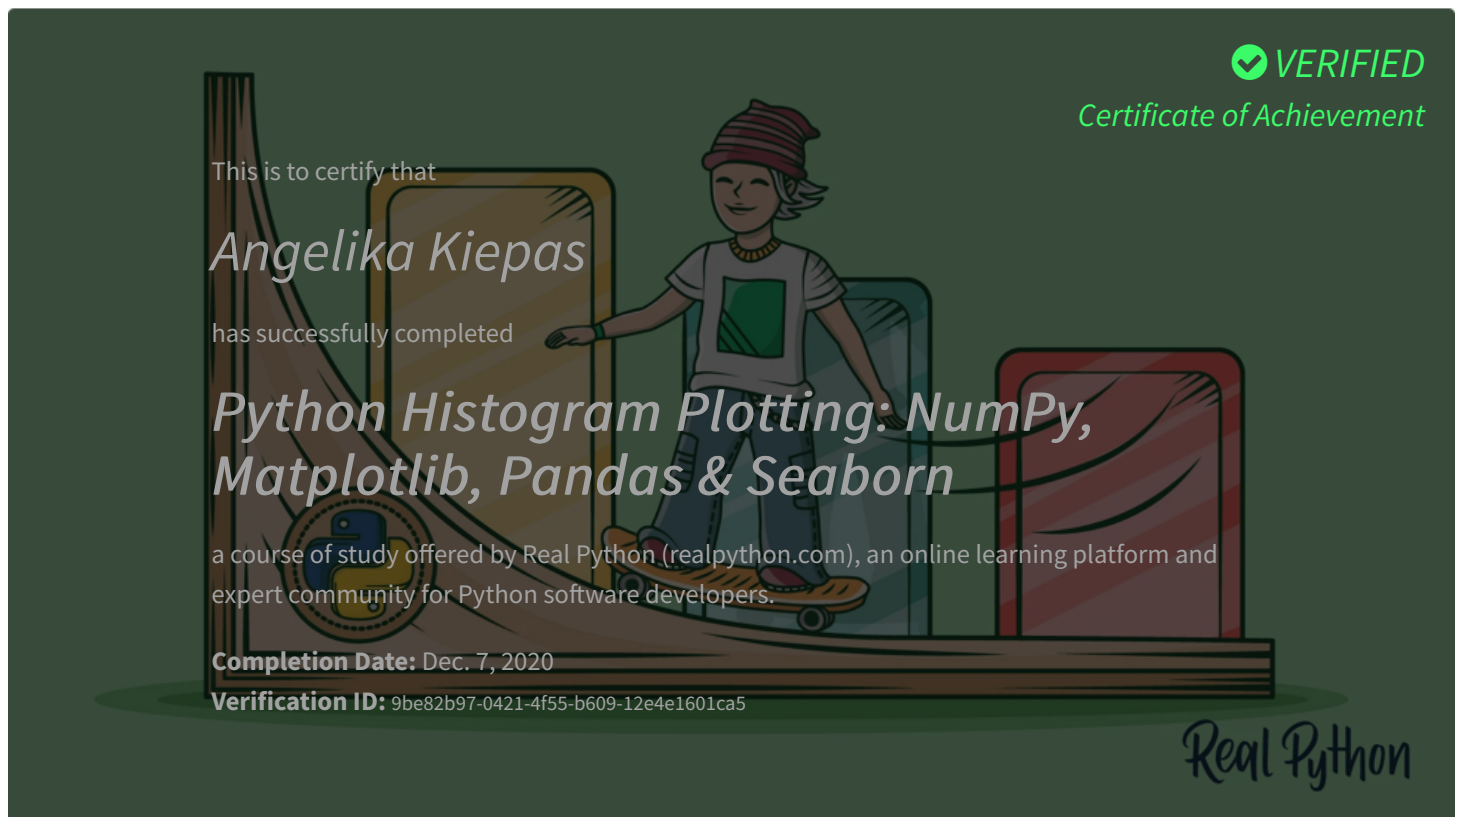 VERIFIED
Certificate of Achievement
This is to certify that
Angelika Kiepas
has successfully completed
Python Histogram Plotting: NumPy,
Matplotlib, Pandas & Seaborn
a course of study offered by Real Python (realpython.com), an online learning platform and
expert community for Python software developers.
Completion Date: Dec. 7, 2020
Verification ID: 9be82b97-0421-4f55-b609-12e4e1601ca5
Real Python